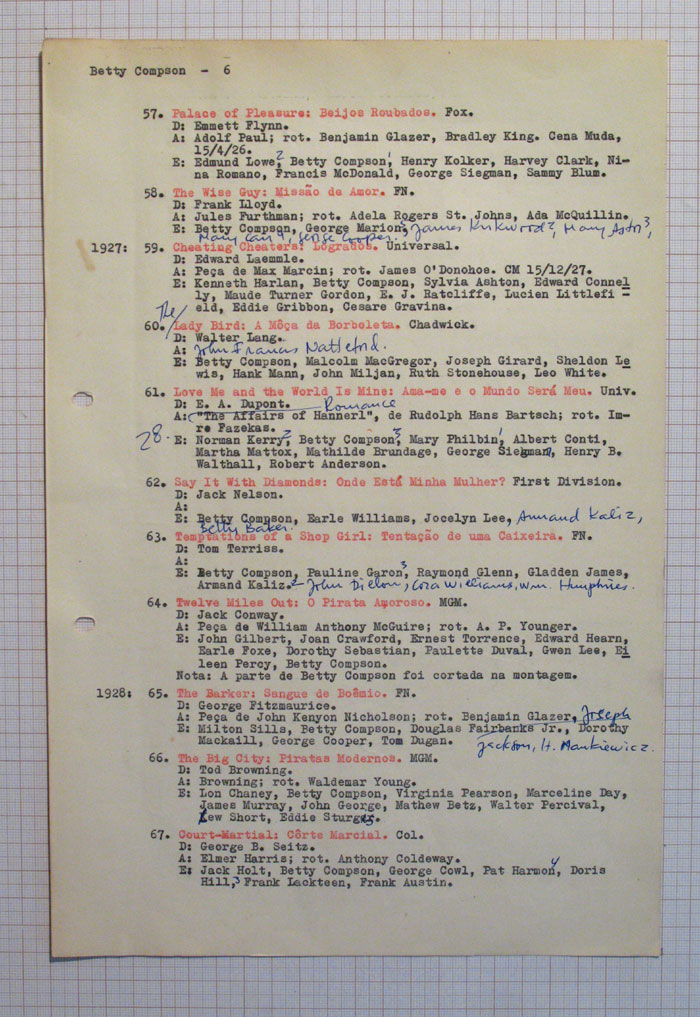 Betty Compson - 6
57. Palace of Pleasure: Beijos Roubados. Fox.
D: Emmett Flynn.
A: Adolf Paul; rot. Benjamin Glazer, Bradley King. Cena Muda,
15/4/26.
E: Edmund Lowe,2 Betty Compson,1 Henry Kolker, Harvey Clark, Ni-
na Romano, Francis McDonald, George Siegman, Sammy Blum.
58. The Wise Guy: Missão de Amor. FN.
D: Frank Lloyd.
A: Jules Furthman; rot. Adela Rogers St. Johns, Ada McQuillin.
E: Betty Compson, George Marion,5 James Kirkwood2, Mary Astor3,
Mary Carr4, George Cooper.
1927: 59. Cheating Cheaters: Logrados. Universal.
D: Edward Laemmle.
A: Peça de Max Marcin; rot. James O'Donohoe. CM 15/12/27.
E: Kenneth Harlan, Betty Compson, Sylvia Ashton, Edward Connel
ly, Maude Turner Gordon, E. J. Ratcliffe, Lucien Littlefi-
eld, Eddie Gribbon, Cesare Gravina.
The/
60. Lady Bird: A Môça da Borboleta. Chadwick.
D: Walter Lang.
A: John Francis Natteford.
E: Betty Compson, Malcolm MacGregor, Joseph Girard, Sheldon Le
wis, Hank Mann, John Miljan, Ruth Stonehouse, Leo White.
61. Love Me and the World Is Mine: Ama-me e o Mundo Será Meu. Univ.
D: E. A. Dupont. Romance
A: "The Affairs of Hannerl", de Rudolph Hans Bartsch; rot. Im-
re Fazekas.
28. E: Norman Kerry,2 Betty Compson,3 Mary Philbin,1 Albert Conti,
Martha Mattox, Mathilde Brundage, George Siegman, Henry B.
Walthall, Robert Anderson.
62. Say It With Diamonds: Onde Está Minha Mulher? First Division.
D: Jack Nelson.
A:
E: Betty Compson, Earle Williams, Jocelyn Lee, Armand Kaliz,
Betty Baker.
63. Temptations of a Shop Girl: Tentação de uma Caixeira. FN.
D: Tom Terriss.
A:
E: Betty Compson, Pauline Garon,3 Raymond Glenn, Gladden James,
Armand Kaliz.2 John Dillon, Cora Williams, Wm. Humphries.
64. Twelve Miles Out: O Pirata Amoroso. MGM.
D: Jack Conway.
A: Peça de William Anthony McGuire; rot. A. P. Younger.
E: John Gilbert, Joan Crawford, Ernest Torrence, Edward Hearn,
Earle Foxe, Dorothy Sebastian, Paulette Duval, Gwen Lee, Ei
leen Percy, Betty Compson.
Nota: A parte de Betty Compson foi cortada na montagem.
1928: 65. The Barker: Sangue de Boêmio. FN.
D: George Fitzmaurice.
A: Peça de John Kenyon Nicholson; rot. Benjamin Glazer, Joseph
E: Milton Sills, Betty Compson, Douglas Fairbanks Jr., Dorothy
Mackaill, George Cooper, Tom Dugan. Jackson, H. Mankiewicz.
66. The Big City: Piratas Modernos. MGM.
D: Tod Browning.
A: Browning; rot. Waldemar Young.
E: Lon Chaney, Betty Compson, Virginia Pearson, Marceline Day,
James Murray, John George, Mathew Betz, Walter Percival,
Lew Short, Eddie Sturgis.
67. Court-Martial: Côrte Marcial. Col.
D: George B. Seitz.
A: Elmer Harris; rot. Anthony Coldeway.
E: Jack Holt, Betty Compson, George Cowl, Pat Harmon,4 Doris
Hill,3 Frank Lackteen, Frank Austin.